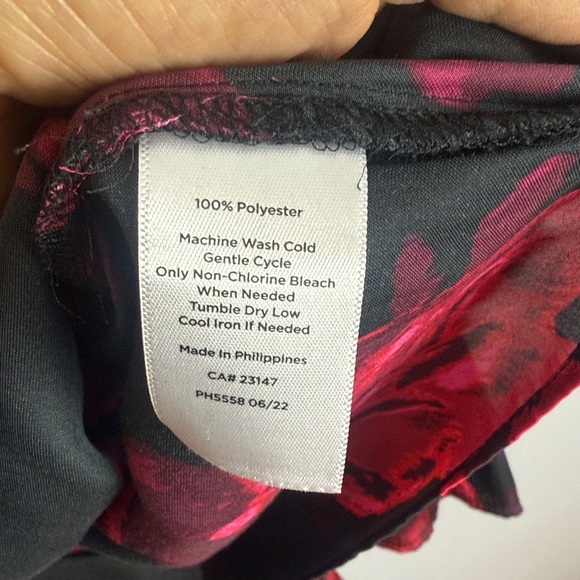 100% Polyester
Machine Wash Cold
Gentle Cycle
Only Non-Chlorine Bleach
When Needed
Tumble Dry Low
Cool Iron If Needed
Made In Philippines
CA# 23147
PH5558 06/22